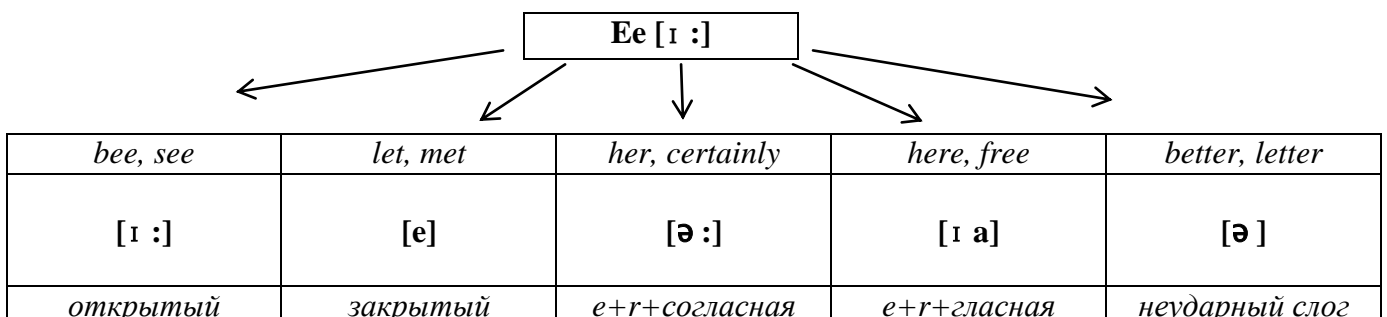 Ee [ɪ :]
bee, see let, met her, certainly here, free better, letter
[ɪ :] [e] [ə :] [ɪ a] [ə ]
открытый закрытый е+r+согласная е+r+гласная неударный слог